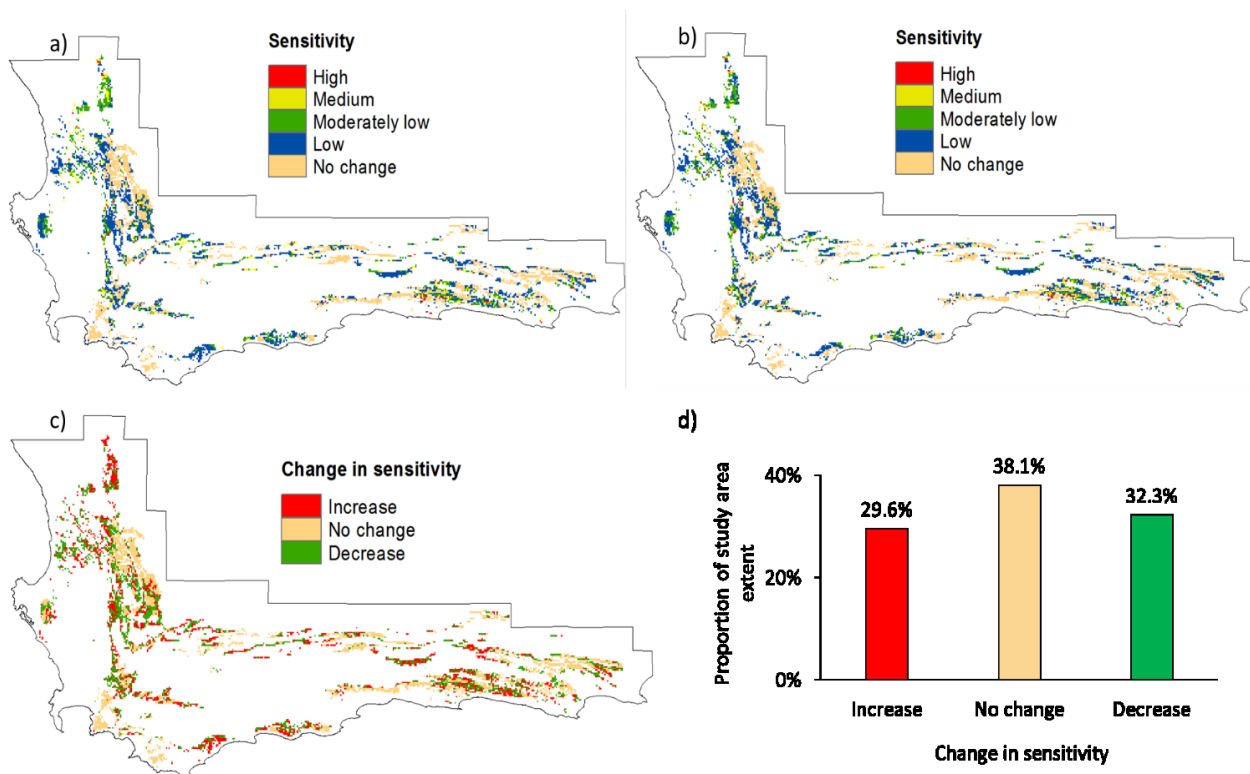 a)
Sensitivity
High
Medium
Moderately low
Low
No change
b)
Sensitivity
High
Medium
Moderately low
Low
No change
c)
Change in sensitivity
Increase
No change
Decrease
d)
Proportion of study area
extent
40%
20%
0%
29.6%
38.1%
32.3%
Increase
No change
Decrease
Change in sensitivity